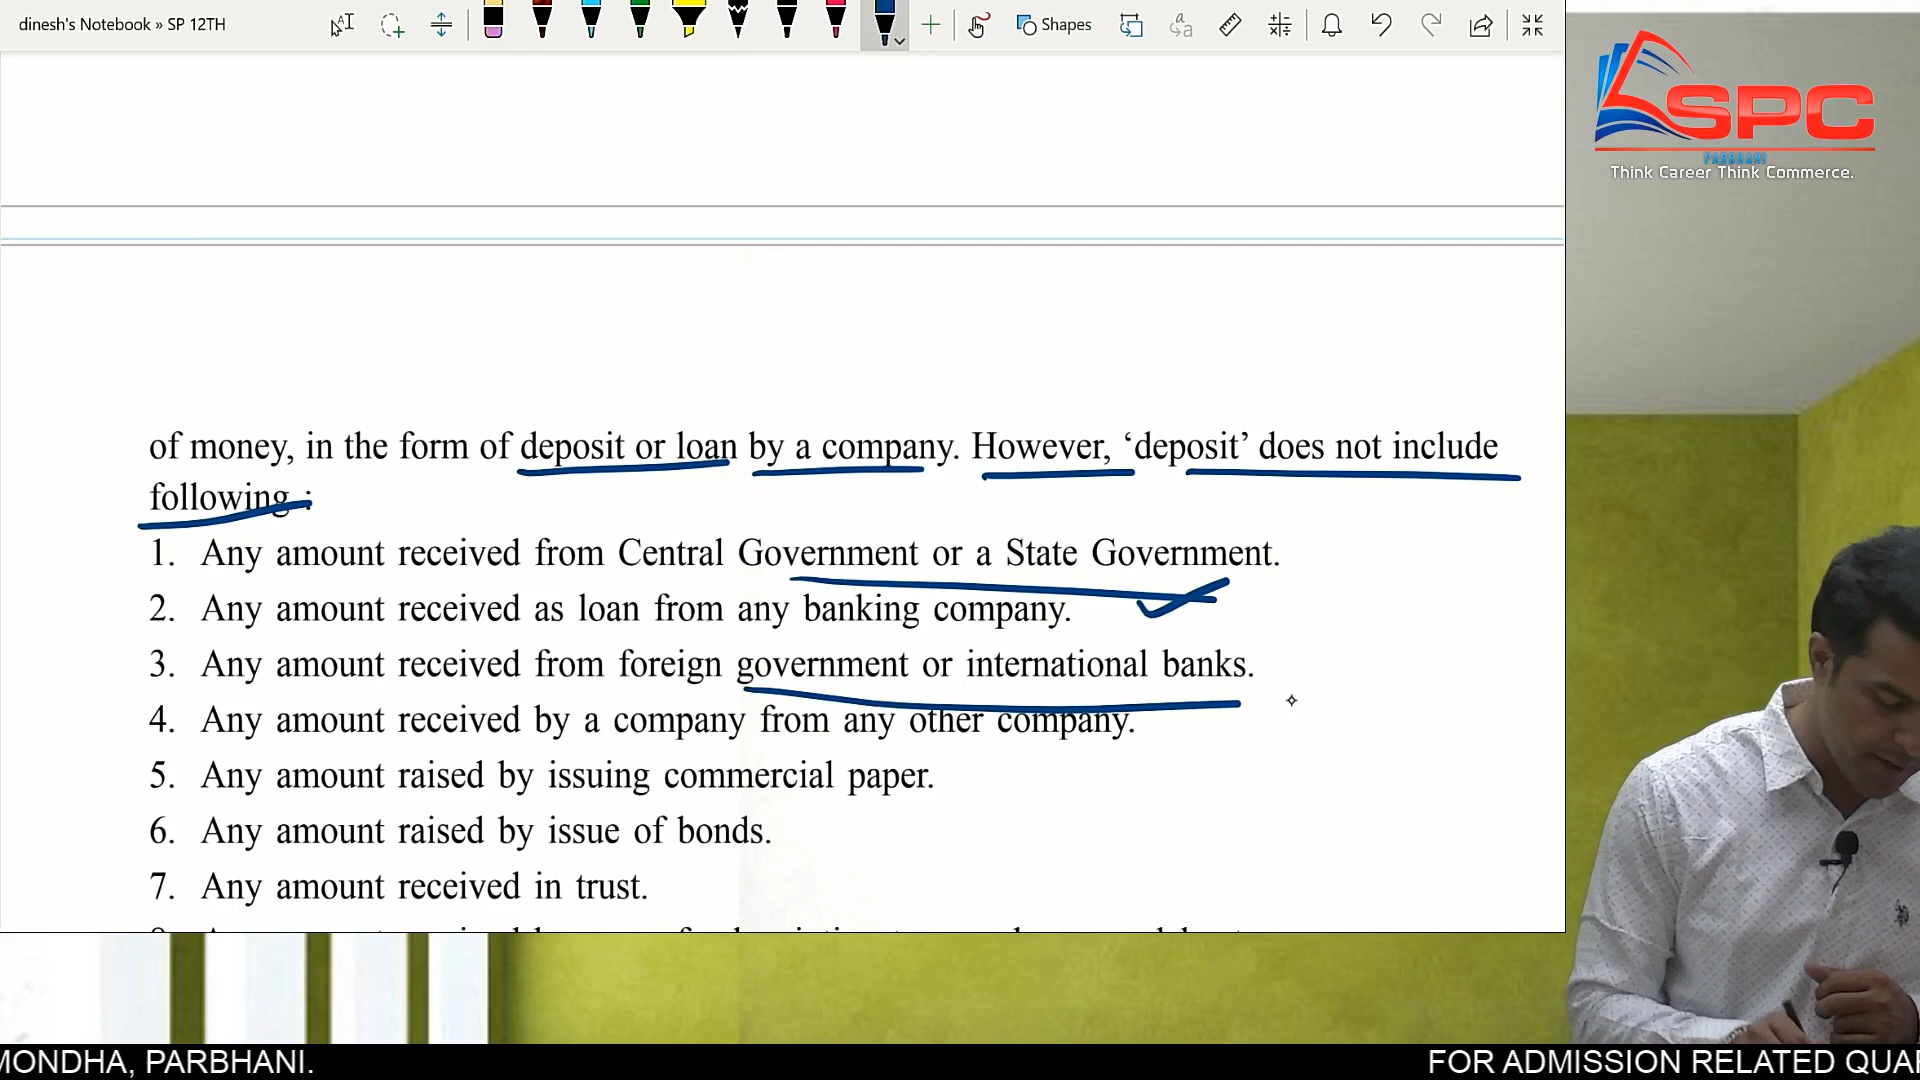 dinesh's Notebook » SP 12TH
Shapes
SPC
PARBHANI
Think Career Think Commerce.
of money, in the form of deposit or loan by a company. However, ‘deposit’ does not include
following :
1. Any amount received from Central Government or a State Government.
2. Any amount received as loan from any banking company.
3. Any amount received from foreign government or international banks.
4. Any amount received by a company from any other company.
5. Any amount raised by issuing commercial paper.
6. Any amount raised by issue of bonds.
7. Any amount received in trust.
MONDHA, PARBHANI.
FOR ADMISSION RELATED QUAR